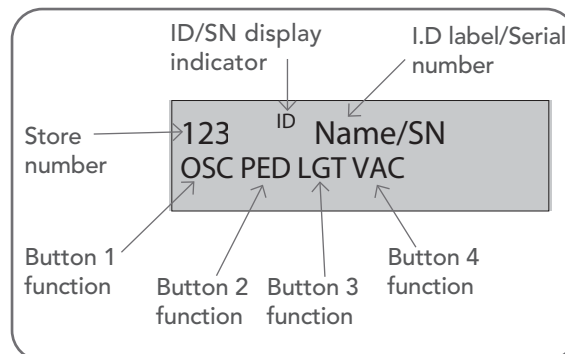 ID/SN display
indicator
I.D label/Serial
number
Store
number
123 ID Name/SN
OSC PED LGT VAC
Button 1
function
Button 2
function
Button 3
function
Button 4
function